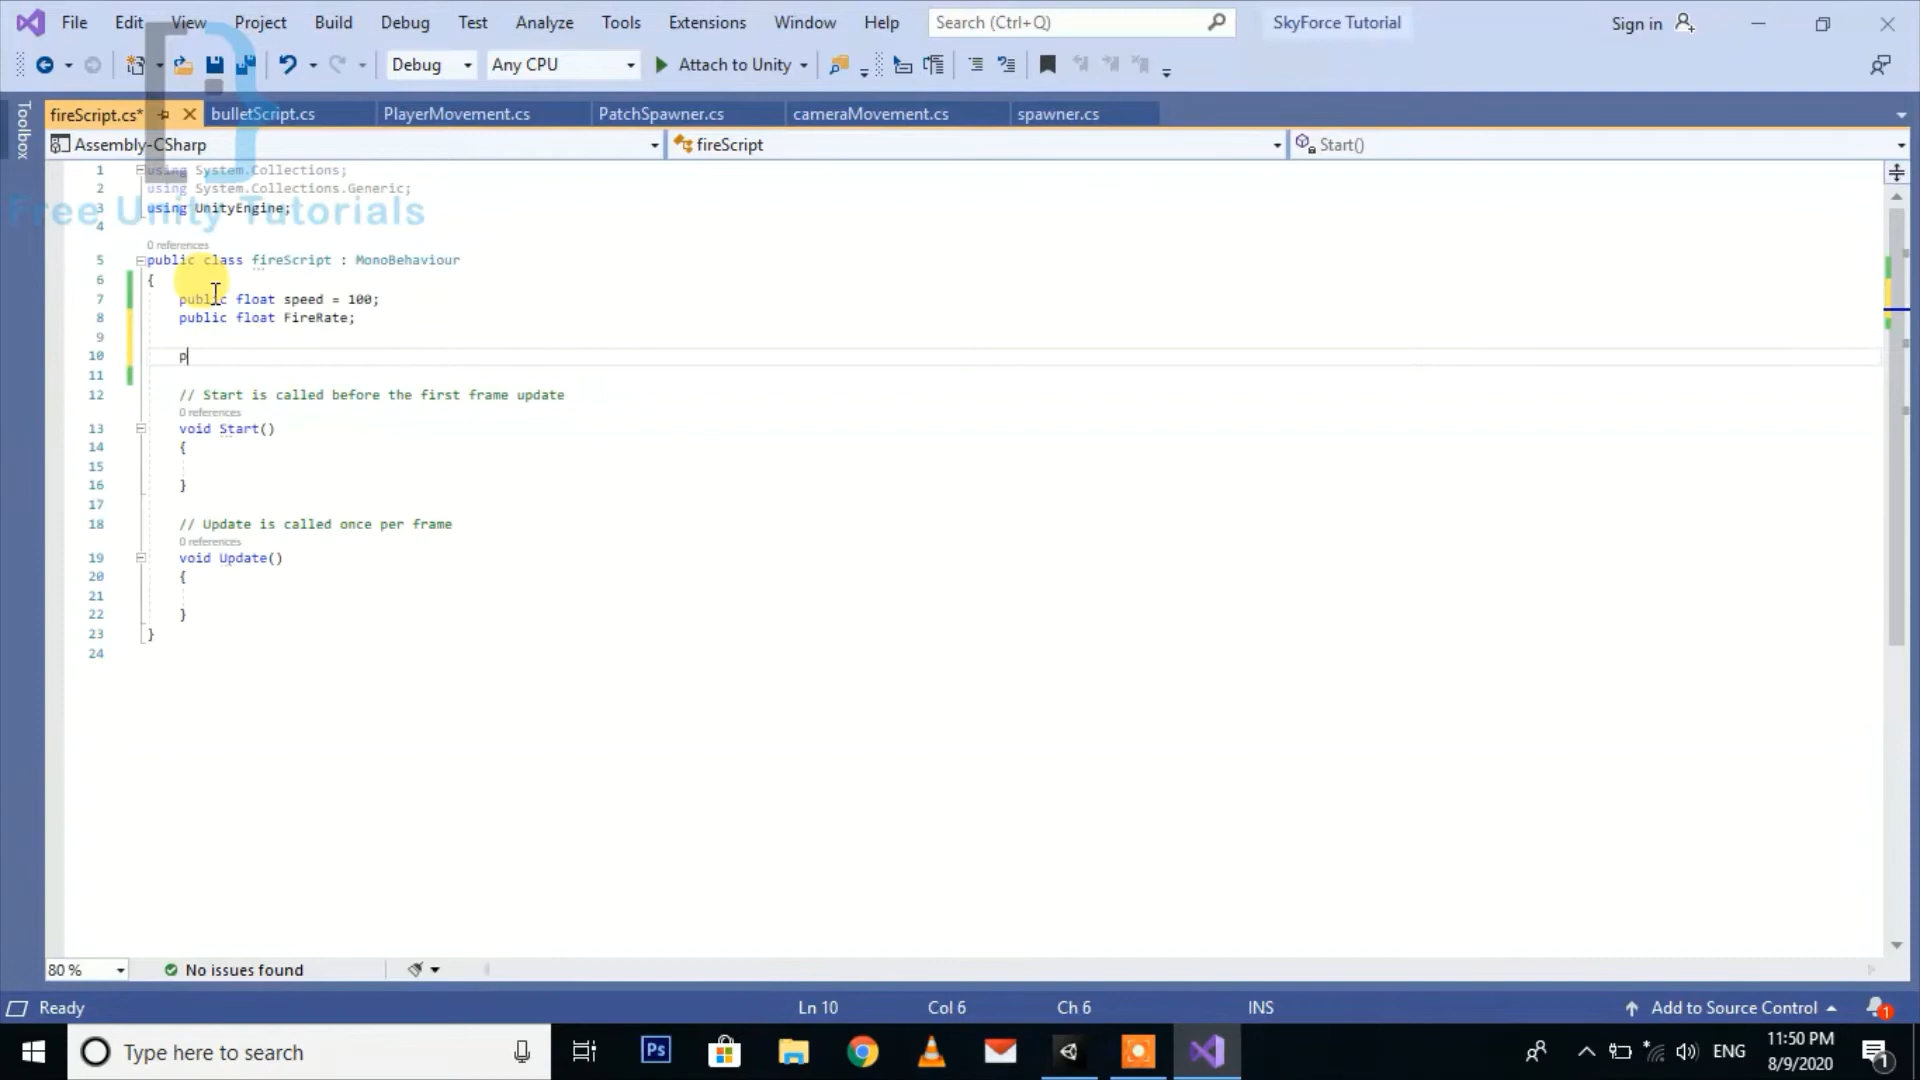 File Edit View Project Build Debug Test Analyze Tools Extensions Window Help Search (Ctrl+Q) SkyForce Tutorial Sign in
Debug Any CPU Attach to Unity
Toolbox
fireScript.cs* bulletScript.cs PlayerMovement.cs PatchSpawner.cs cameraMovement.cs spawner.cs
Assembly-CSharp fireScript Start()
Free Unity Tutorials
1 using System.Collections;
2 using System.Collections.Generic;
3 using UnityEngine;
4
0 references
5 public class fireScript : MonoBehaviour
6 {
7 public float speed = 100;
8 public float FireRate;
9
10 p
11
12 // Start is called before the first frame update
0 references
13 void Start()
14 {
15
16 }
17
18 // Update is called once per frame
0 references
19 void Update()
20 {
21
22 }
23 }
24
80 % No issues found
Ready Ln 10 Col 6 Ch 6 INS Add to Source Control 1
Type here to search Ps ENG 11:50 PM
8/9/2020 1